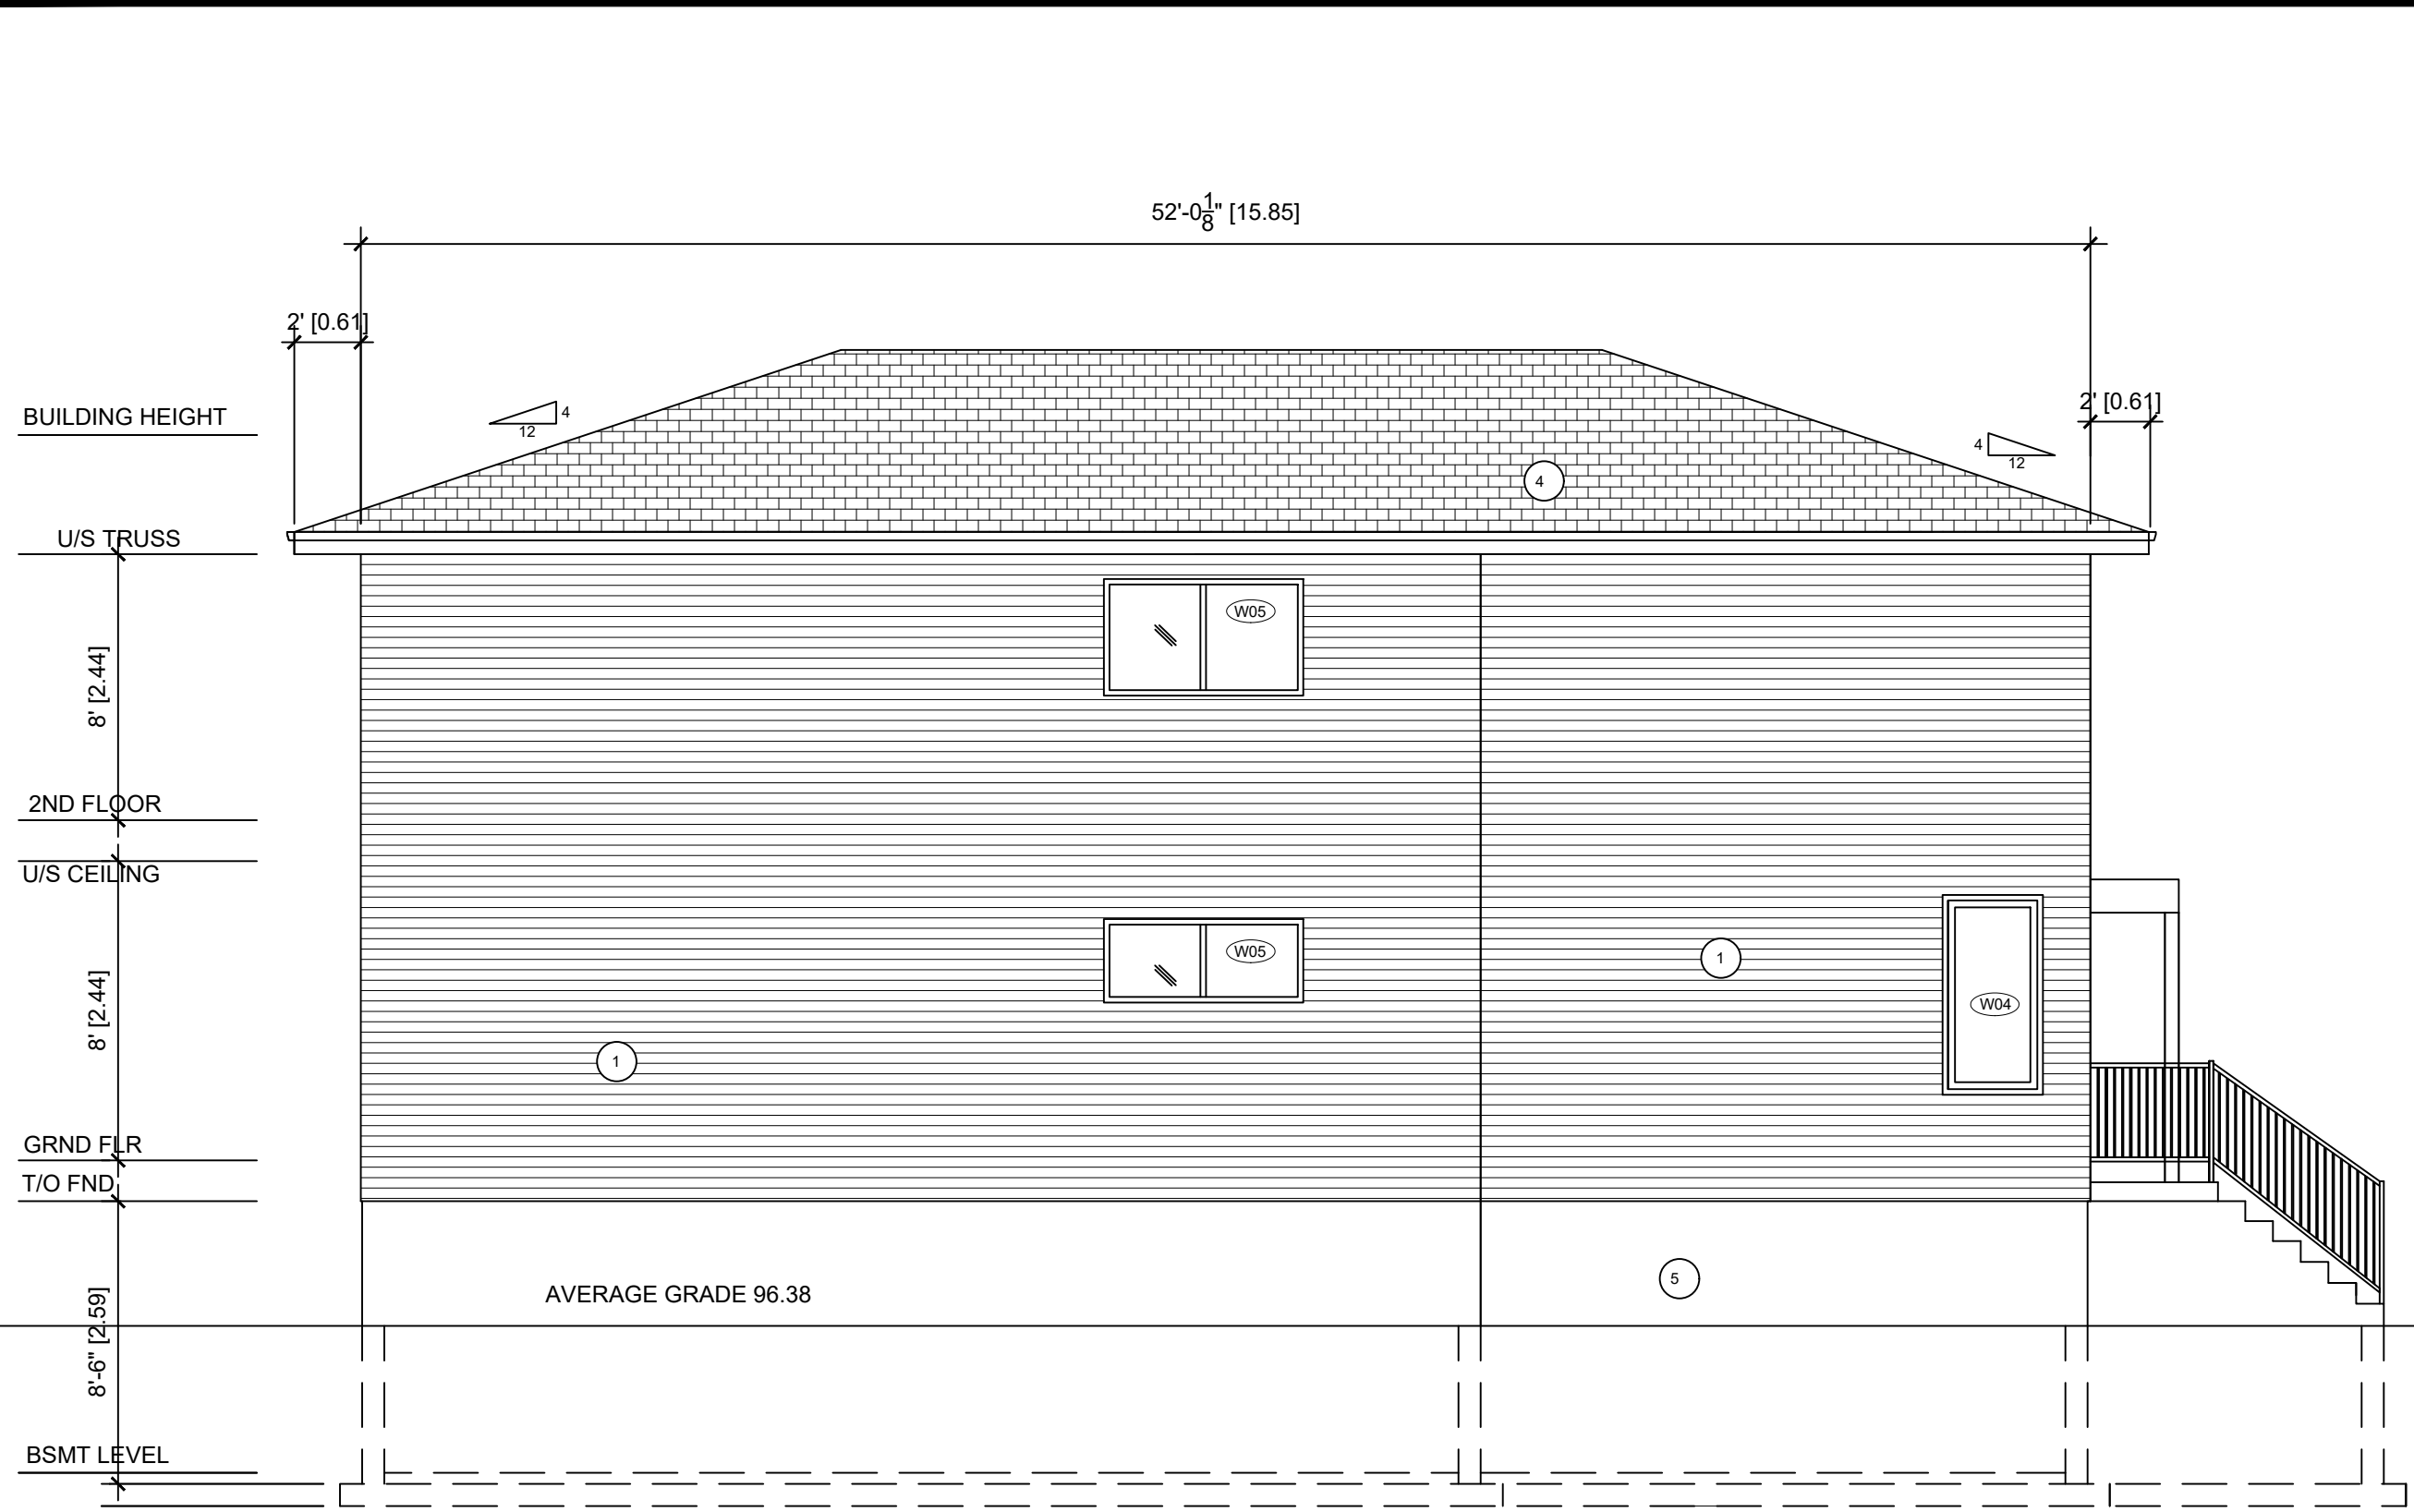 52'-0 1/8" [15.85]
2' [0.61]
2' [0.61]
BUILDING HEIGHT
4
12
4
12
4
U/S TRUSS
W05
8' [2.44]
2ND FLOOR
U/S CEILING
W05
1
W04
8' [2.44]
1
GRND FLR
T/O FND
5
AVERAGE GRADE 96.38
8'-6" [2.59]
BSMT LEVEL